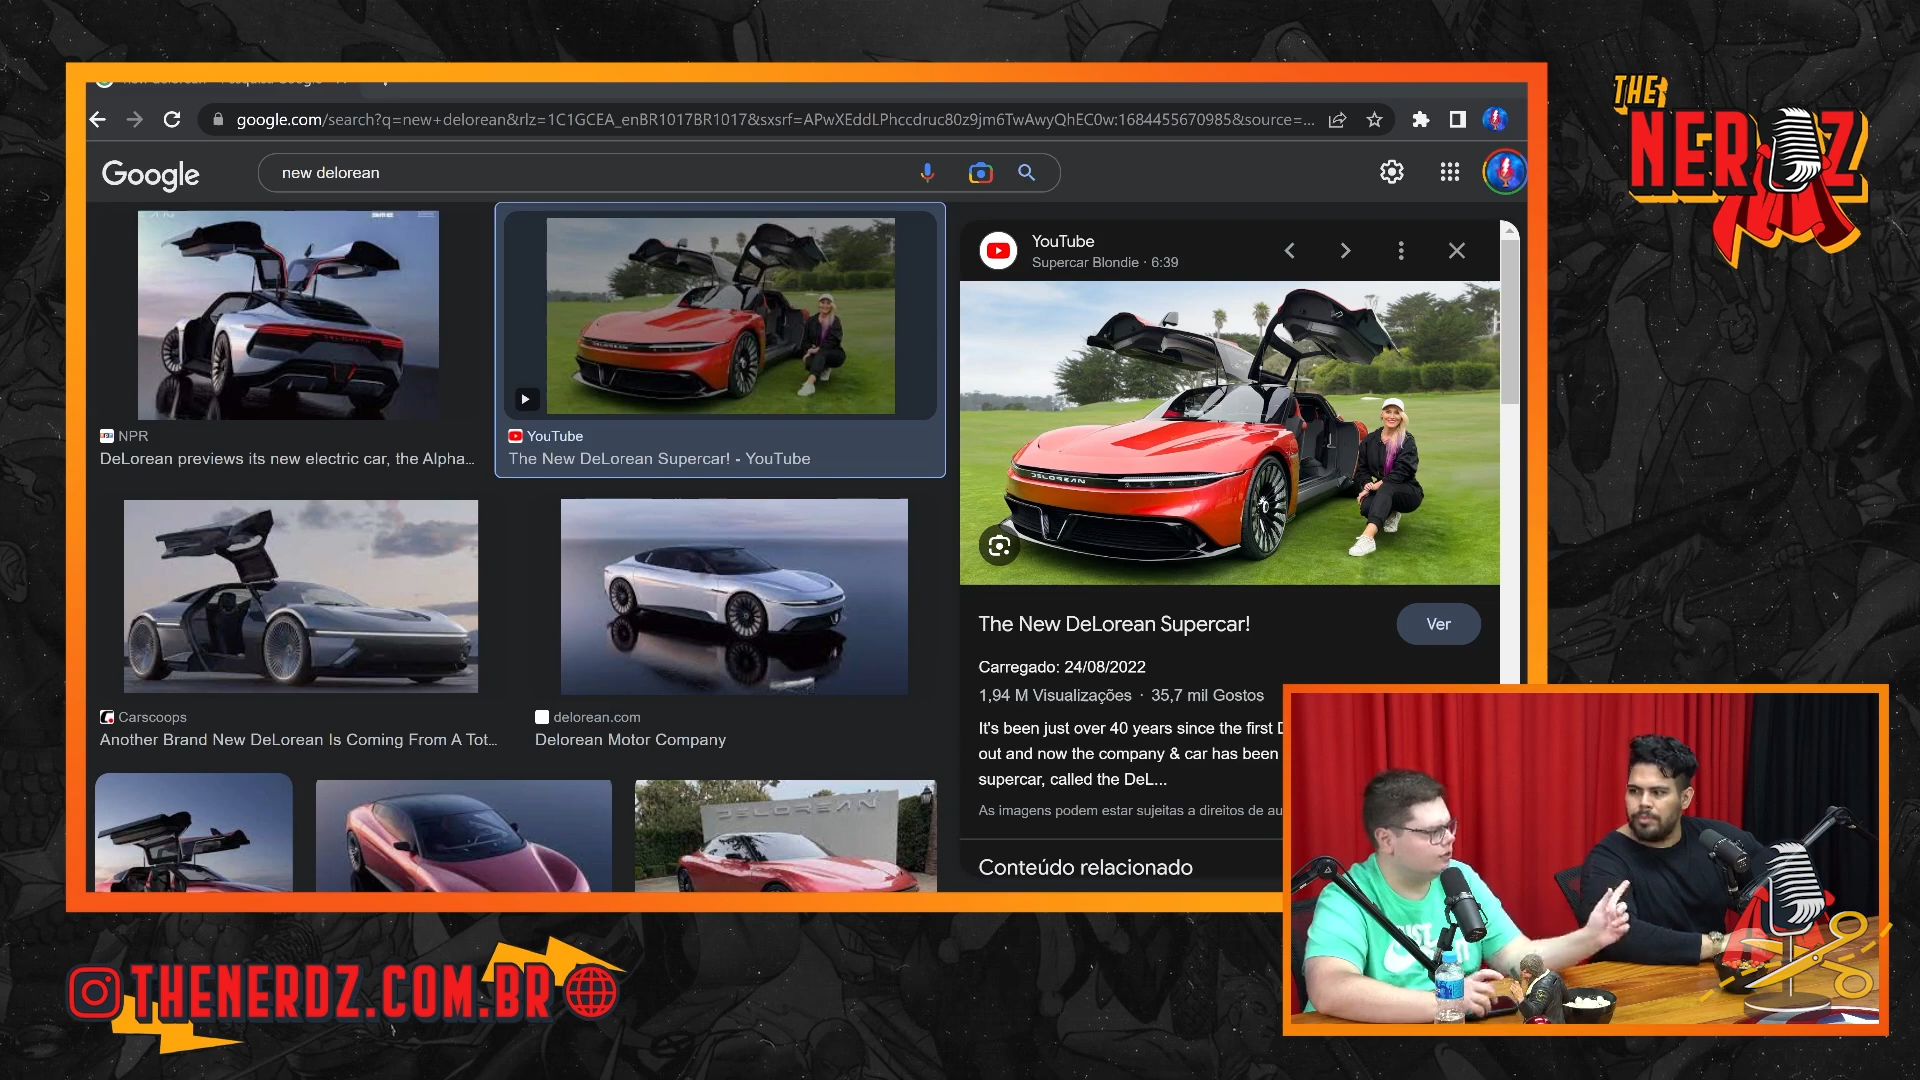 google.com/search?q=new+delorean&rlz=1C1GCEA_enBR1017BR1017&sxsrf=APwXEddLPhccdruc80z9jm6TwAwyQhEC0w:1684455670985&source=...
THE NERDZ
Google
new delorean
YouTube
Supercar Blondie · 6:39
NPR
DeLorean previews its new electric car, the Alpha...
YouTube
The New DeLorean Supercar! - YouTube
DELOREAN
Carscoops
Another Brand New DeLorean Is Coming From A Tot...
delorean.com
Delorean Motor Company
DELOREAN
The New DeLorean Supercar!
Ver
Carregado: 24/08/2022
1,94 M Visualizações · 35,7 mil Gostos
It's been just over 40 years since the first
out and now the company & car has been
supercar, called the DeL...
As imagens podem estar sujeitas a direitos de au
Conteúdo relacionado
JUST
THENERDZ.COM.BR